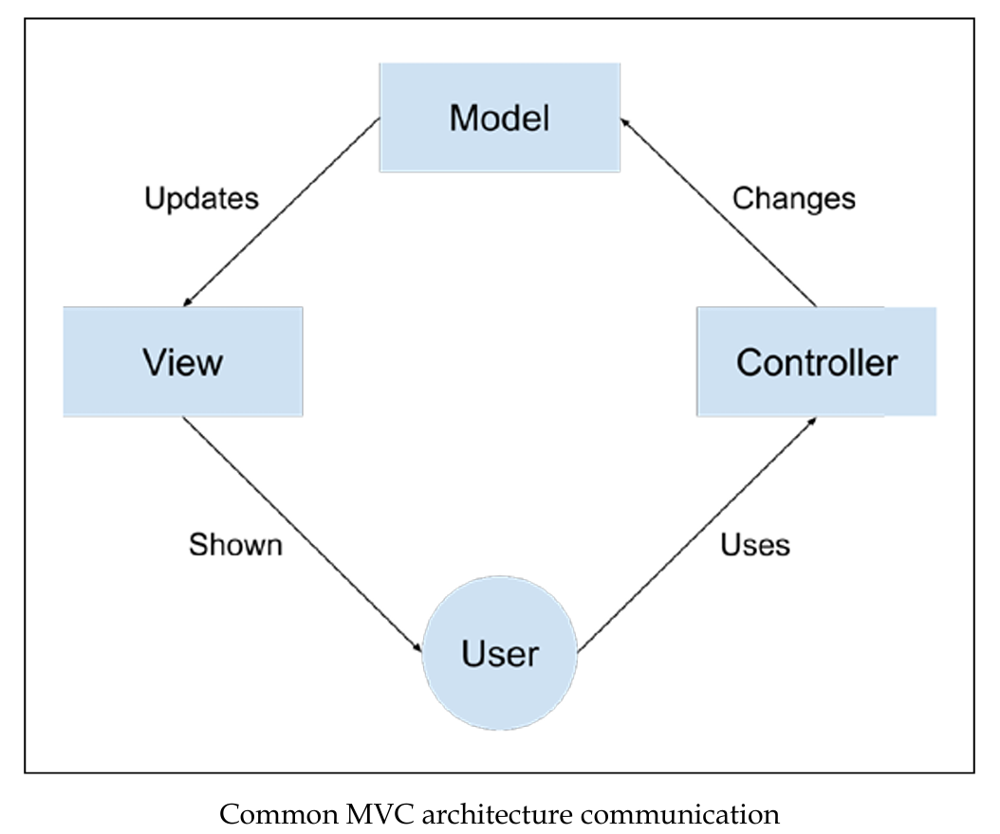 Model
Updates
Changes
View
Controller
Shown
Uses
User
Common MVC architecture communication